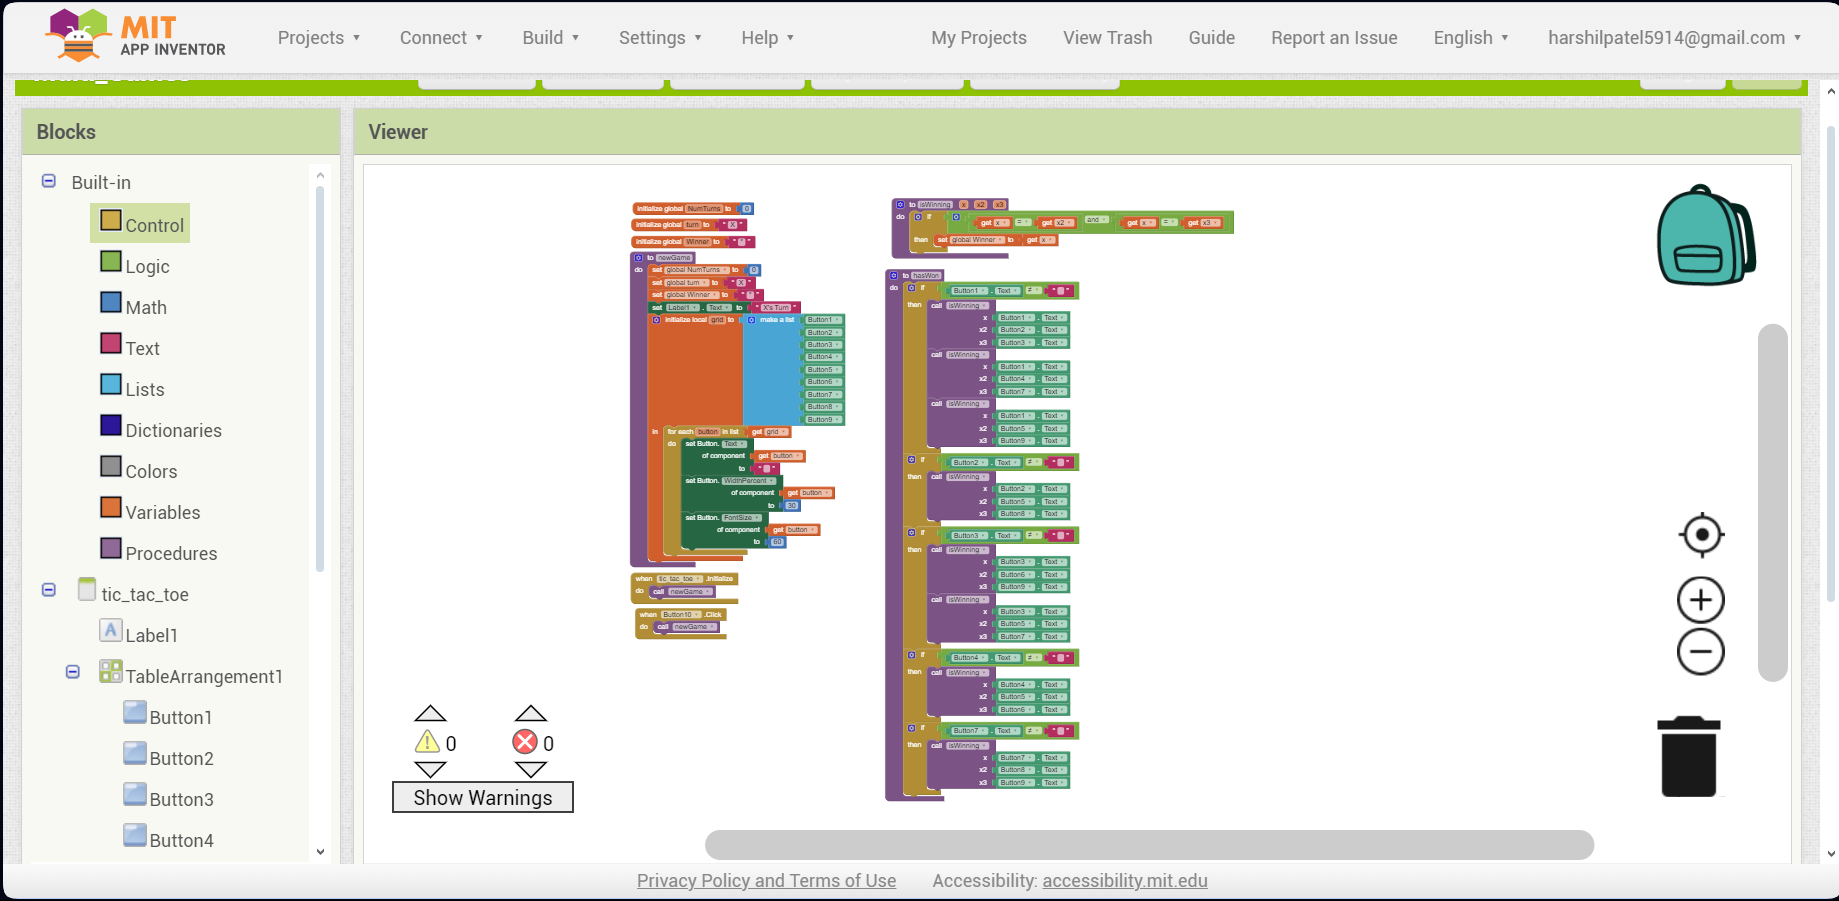 MIT
APP INVENTOR
Projects
Connect
Build
Settings
Help
My Projects
View Trash
Guide
Report an Issue
English
harshilpatel5914@gmail.com
Blocks
Built-in
Control
Logic
Math
Text
Lists
Dictionaries
Colors
Variables
Procedures
tic_tac_toe
Label1
TableArrangement1
Button1
Button2
Button3
Button4
Viewer
initialize global NumTurns to 0
initialize global turn to " X "
initialize global Winner to " "
to newGame
do set global NumTurns to 0
set global turn to " X "
set global Winner to " "
set Label1 . Text to " X's Turn "
initialize local grid to make a list Button1
Button2
Button3
Button4
Button5
Button6
Button7
Button8
Button9
in for each button in list get grid
do set Button. Text
of component get button
to " "
set Button. WidthPercent
of component get button
to 30
set Button. FontSize
of component get button
to 60
when tic_tac_toe .Initialize
do call newGame
when Button10 .Click
do call newGame
to isWinning x x2 x3
do if get x = get x2 and get x = get x3
then set global Winner to get x
to hasWon
do if Button1 . Text ≠ " "
then call isWinning
x Button1 . Text
x2 Button2 . Text
x3 Button3 . Text
call isWinning
x Button1 . Text
x2 Button4 . Text
x3 Button7 . Text
call isWinning
x Button1 . Text
x2 Button5 . Text
x3 Button9 . Text
if Button2 . Text ≠ " "
then call isWinning
x Button2 . Text
x2 Button5 . Text
x3 Button8 . Text
if Button3 . Text ≠ " "
then call isWinning
x Button3 . Text
x2 Button6 . Text
x3 Button9 . Text
call isWinning
x Button3 . Text
x2 Button5 . Text
x3 Button7 . Text
if Button4 . Text ≠ " "
then call isWinning
x Button4 . Text
x2 Button5 . Text
x3 Button6 . Text
if Button7 . Text ≠ " "
then call isWinning
x Button7 . Text
x2 Button8 . Text
x3 Button9 . Text
0
0
Show Warnings
Privacy Policy and Terms of Use
Accessibility: accessibility.mit.edu